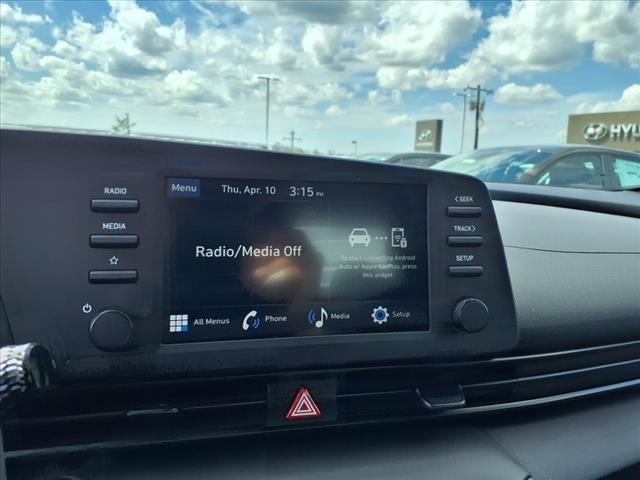 HYU
RADIO
MEDIA
Menu
Thu, Apr. 10 3:15 PM
Radio/Media Off
To start connecting Android
Auto or Apple CarPlay, press
this widget.
All Menus
Phone
Media
Setup
<SEEK
TRACK>
SETUP